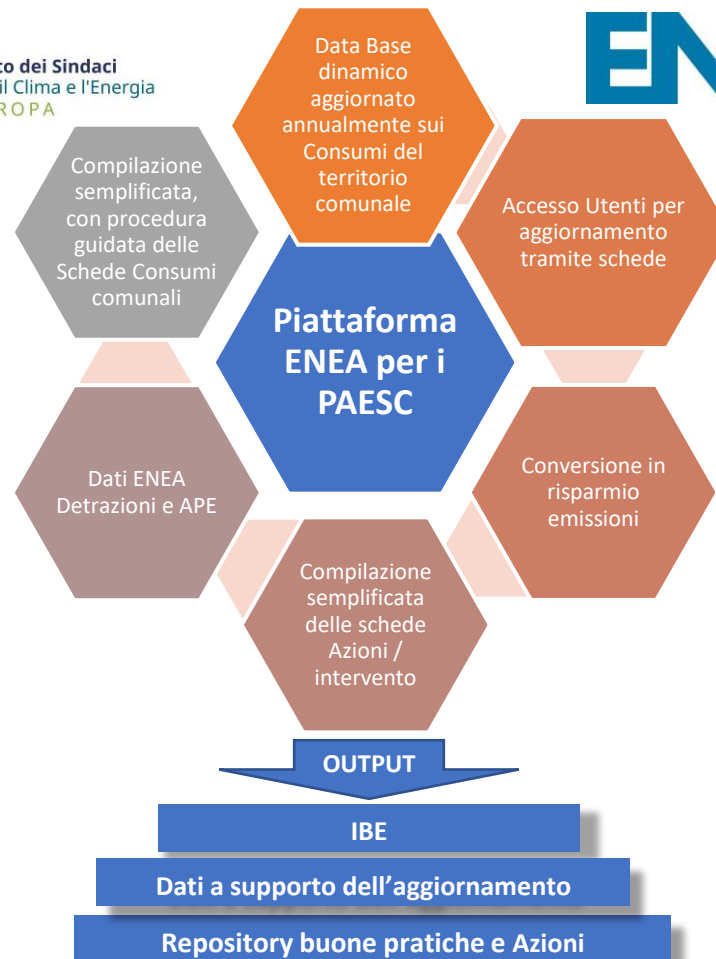 to dei Sindaci
il Clima e l'Energia
ROPA
EN
Data Base
dinamico
aggiornato
annualmente sui
Consumi del
territorio
comunale
Compilazione
semplificata,
con procedura
guidata delle
Schede Consumi
comunali
Accesso Utenti per
aggiornamento
tramite schede
Piattaforma
ENEA per i
PAESC
Dati ENEA
Detrazioni e APE
Conversione in
risparmio
emissioni
Compilazione
semplificata
delle schede
Azioni /
intervento
OUTPUT
IBE
Dati a supporto dell'aggiornamento
Repository buone pratiche e Azioni